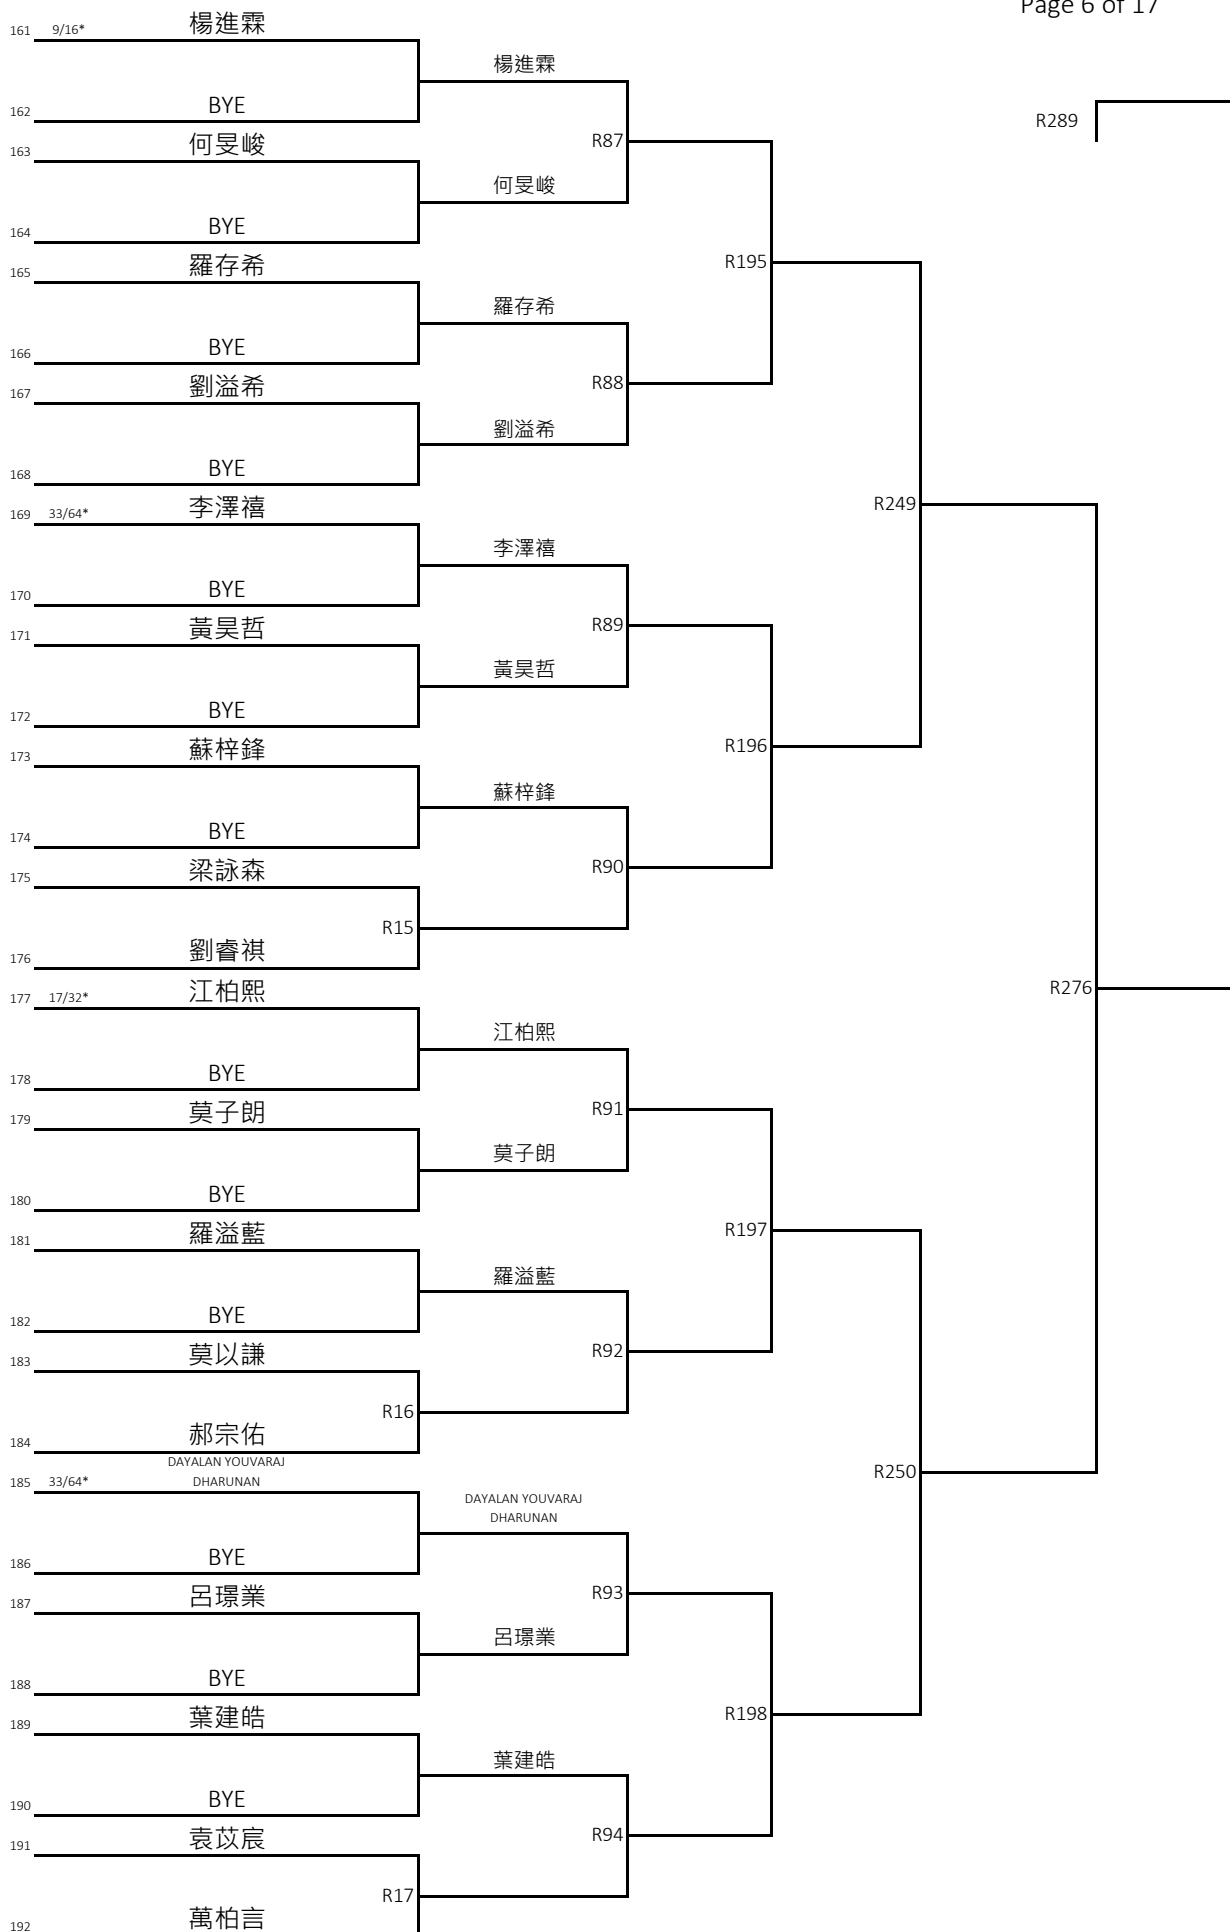 Page 6 of 17
161 9/16* 楊進霖
楊進霖
162 BYE
R289
163 何旻峻
R87
何旻峻
164 BYE
165 羅存希
R195
羅存希
166 BYE
167 劉溢希
R88
劉溢希
168 BYE
169 33/64* 李澤禧
R249
李澤禧
170 BYE
171 黃昊哲
R89
黃昊哲
172 BYE
173 蘇梓鋒
R196
蘇梓鋒
174 BYE
175 梁詠森
R90
R15
176 劉睿祺
177 17/32* 江柏熙
R276
江柏熙
178 BYE
179 莫子朗
R91
莫子朗
180 BYE
181 羅溢藍
R197
羅溢藍
182 BYE
183 莫以謙
R92
R16
184 郝宗佑
DAYALAN YOUVARAJ
185 33/64* DHARUNAN
R250
DAYALAN YOUVARAJ
DHARUNAN
186 BYE
187 呂璟業
R93
呂璟業
188 BYE
189 葉建皓
R198
葉建皓
190 BYE
191 袁苡宸
R94
R17
192 萬柏言